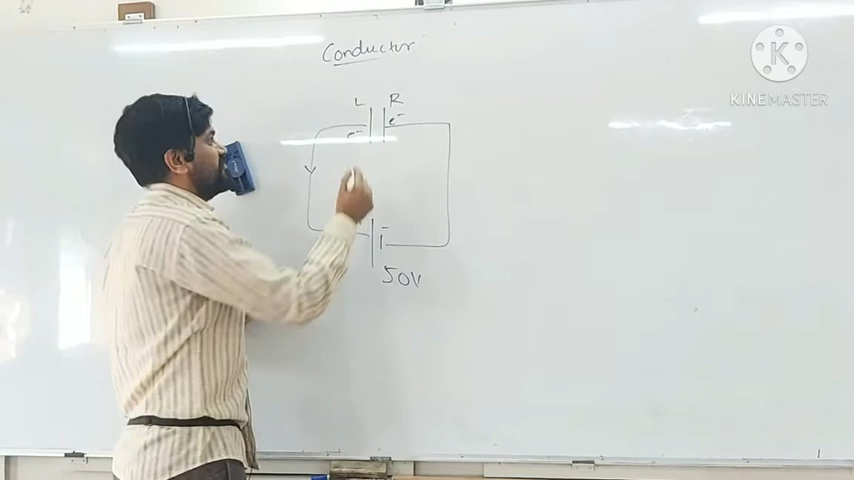 Conductor
L R
e⁻ e⁻
50V
K
KINEMASTER